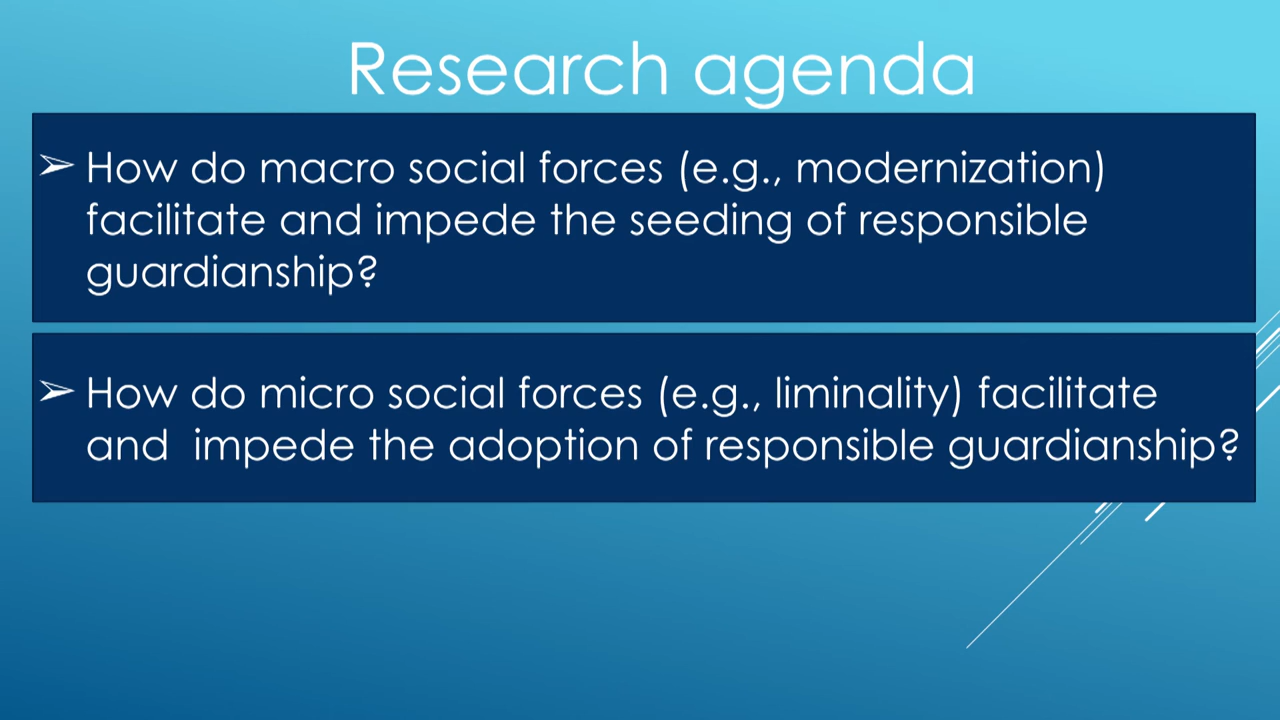 Research agenda
➢ How do macro social forces (e.g., modernization)
facilitate and impede the seeding of responsible
guardianship?
➢ How do micro social forces (e.g., liminality) facilitate
and  impede the adoption of responsible guardianship?